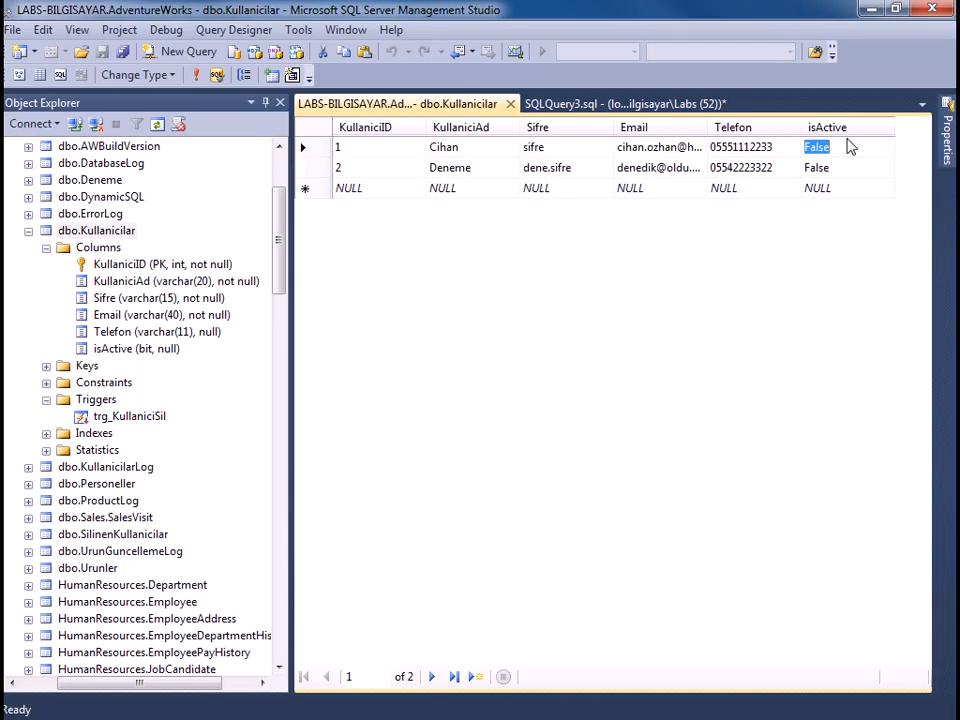 LABS-BILGISAYAR.AdventureWorks - dbo.Kullanicilar - Microsoft SQL Server Management Studio
File Edit View Project Debug Query Designer Tools Window Help
New Query
Change Type
Object Explorer
Connect
dbo.AWBuildVersion
dbo.DatabaseLog
dbo.Deneme
dbo.DynamicSQL
dbo.ErrorLog
dbo.Kullanicilar
Columns
KullaniciID (PK, int, not null)
KullaniciAd (varchar(20), not null)
Sifre (varchar(15), not null)
Email (varchar(40), not null)
Telefon (varchar(11), null)
isActive (bit, null)
Keys
Constraints
Triggers
trg_KullaniciSil
Indexes
Statistics
dbo.KullanicilarLog
dbo.Personeller
dbo.ProductLog
dbo.Sales.SalesVisit
dbo.SilinenKullanicilar
dbo.UrunGuncellemeLog
dbo.Urunler
HumanResources.Department
HumanResources.Employee
HumanResources.EmployeeAddress
HumanResources.EmployeeDepartmentHis
HumanResources.EmployeePayHistory
HumanResources.JobCandidate
LABS-BILGISAYAR.Ad...- dbo.Kullanicilar SQLQuery3.sql - (lo...ilgisayar\Labs (52))*
KullaniciID KullaniciAd Sifre Email Telefon isActive
1 Cihan sifre cihan.ozhan@h... 05551112233 False
2 Deneme dene.sifre denedik@oldu.... 05542223322 False
NULL NULL NULL NULL NULL NULL
1 of 2
Properties
Ready